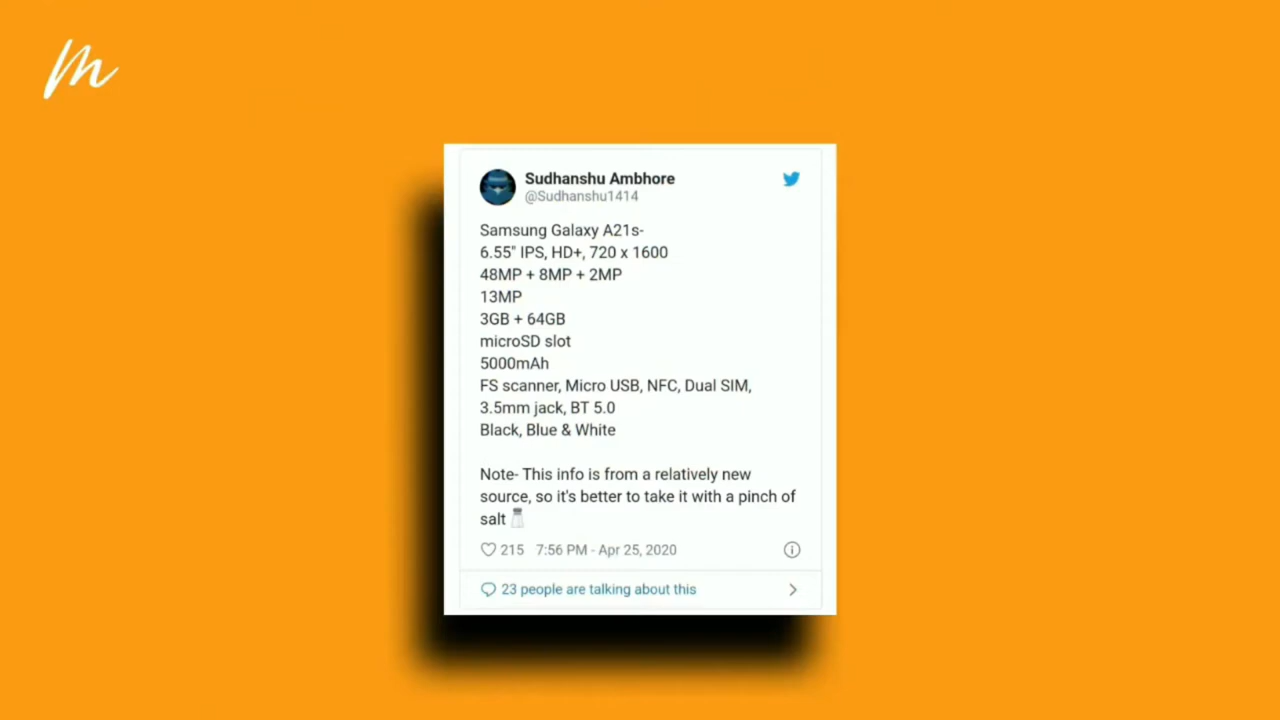 m
Sudhanshu Ambhore
@Sudhanshu1414
Samsung Galaxy A21s-
6.55" IPS, HD+, 720 x 1600
48MP + 8MP + 2MP
13MP
3GB + 64GB
microSD slot
5000mAh
FS scanner, Micro USB, NFC, Dual SIM,
3.5mm jack, BT 5.0
Black, Blue & White
Note- This info is from a relatively new
source, so it's better to take it with a pinch of
salt
215 7:56 PM - Apr 25, 2020
23 people are talking about this